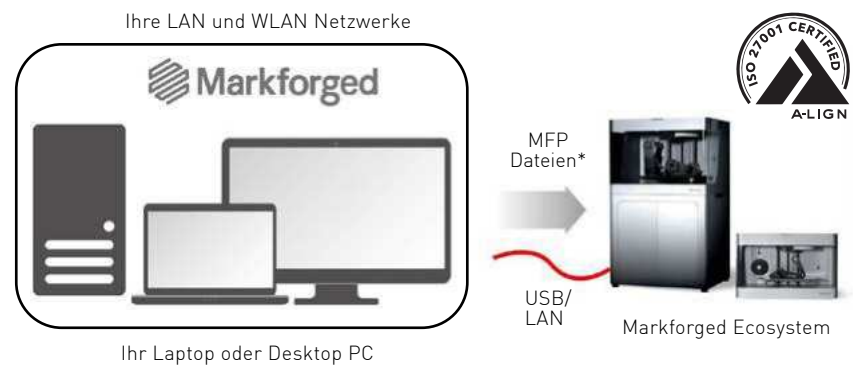 Ihre LAN und WLAN Netzwerke
Markforged
ISO 27001 CERTIFIED
A-LIGN
MFP
Dateien*
USB/
LAN
Markforged Ecosystem
Ihr Laptop oder Desktop PC